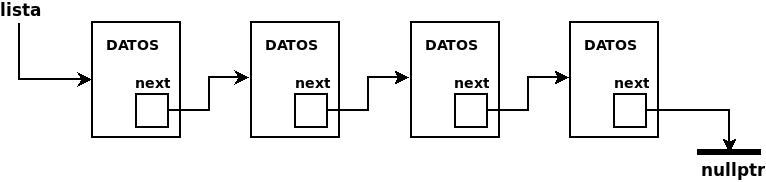 lista
DATOS DATOS DATOS DATOS
next next next next
nullptr